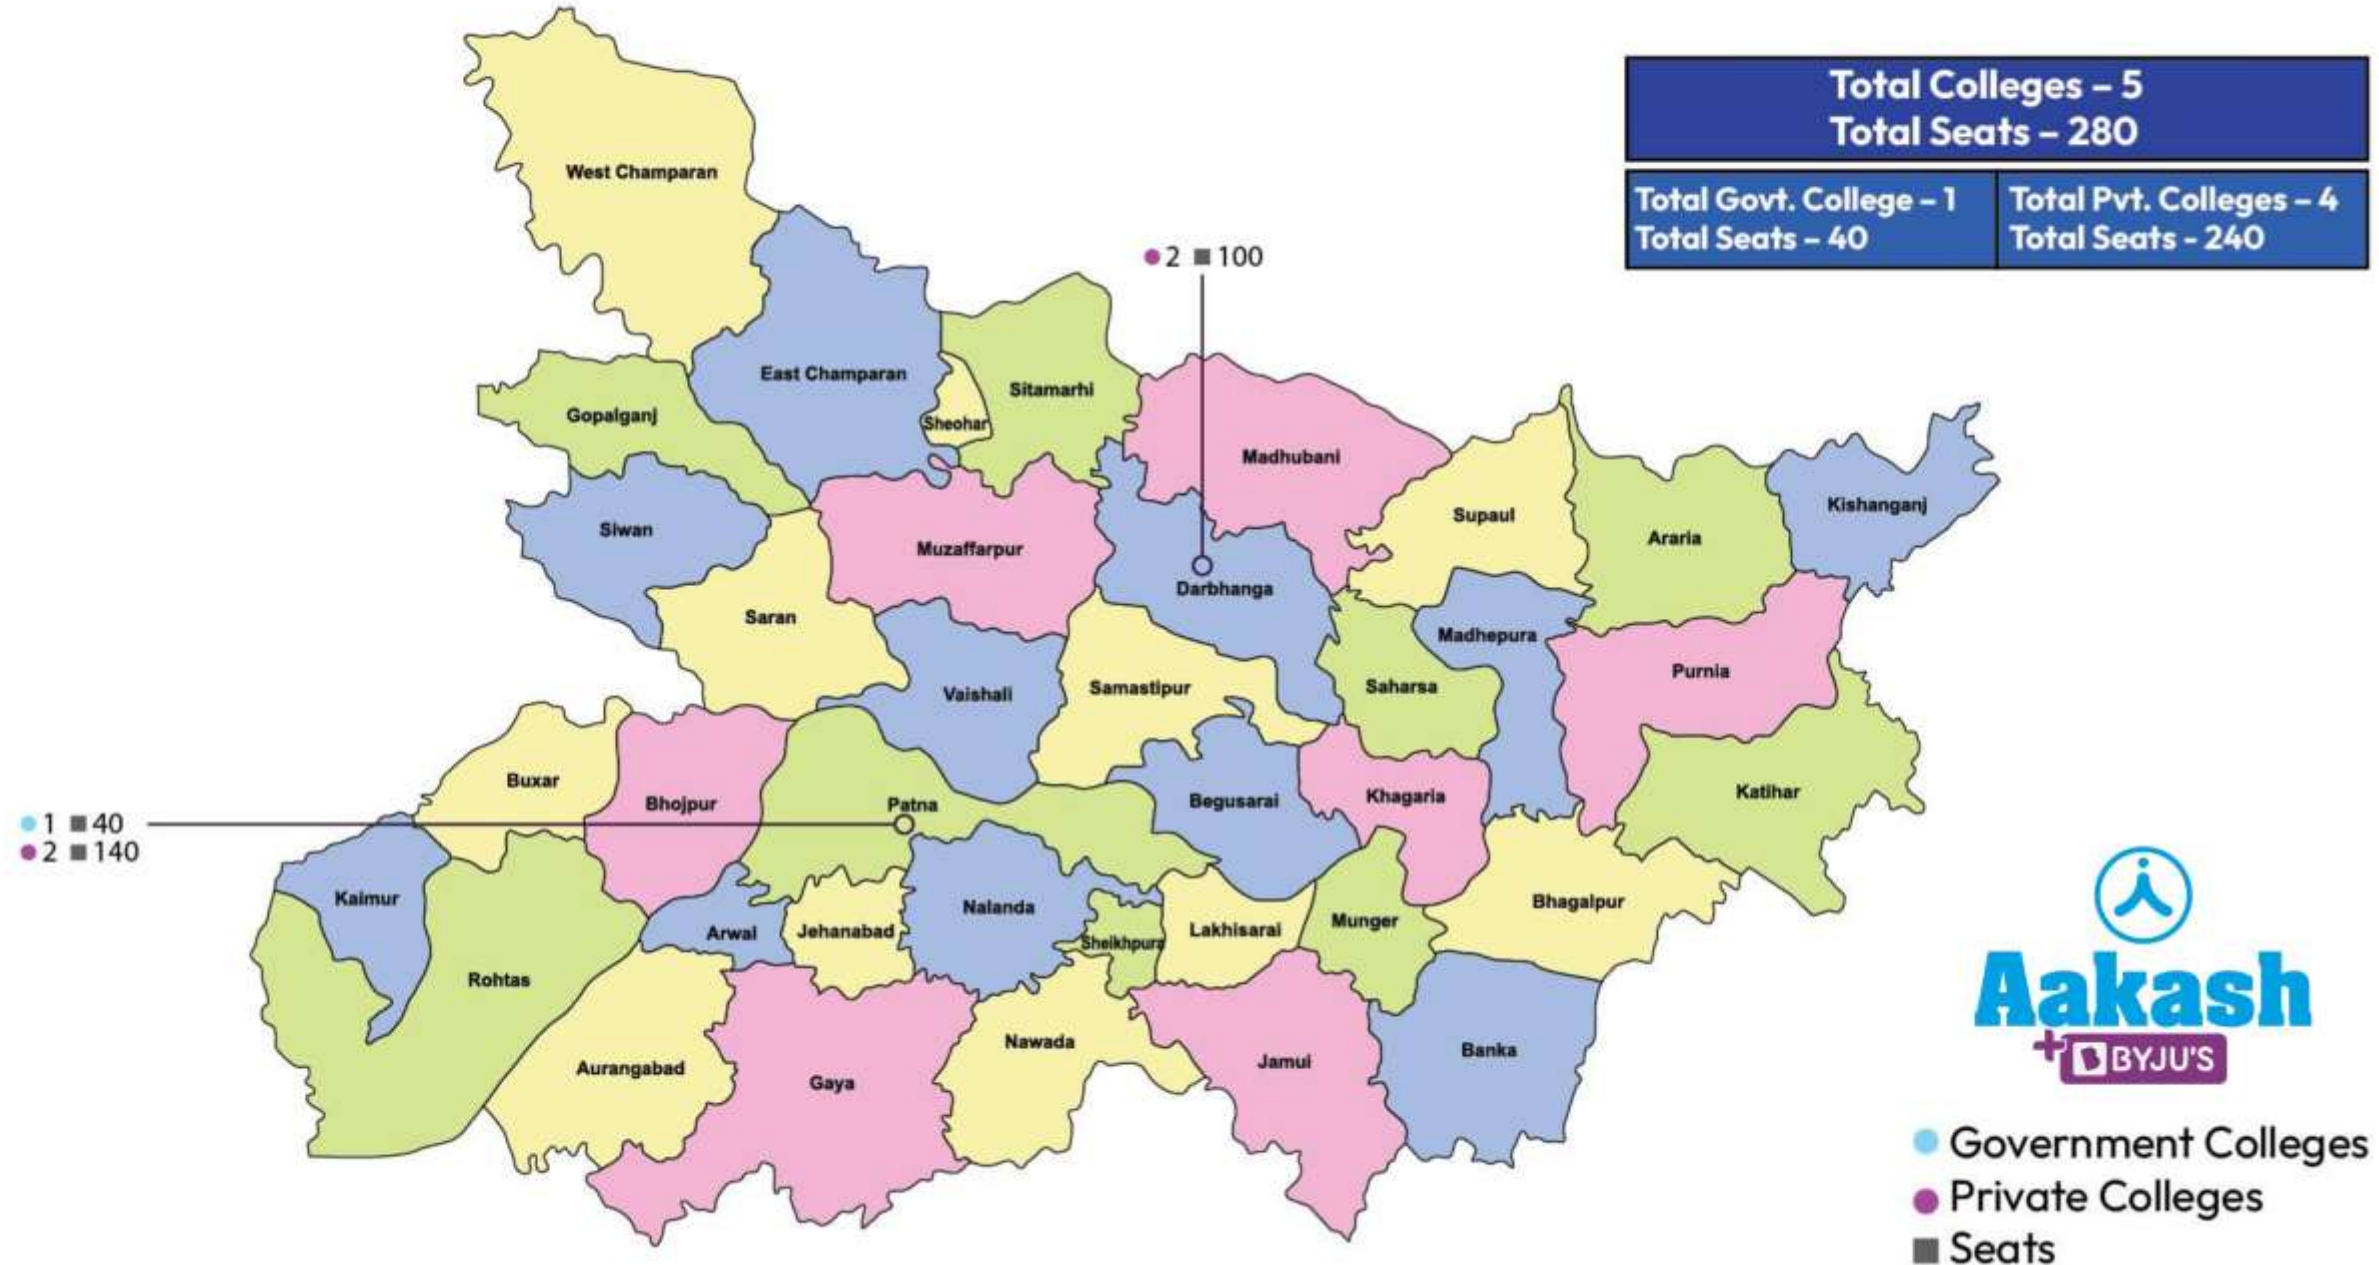 Total Colleges – 5
Total Seats – 280
Total Govt. College – 1
Total Seats – 40
Total Pvt. Colleges – 4
Total Seats - 240
2 100
West Champaran
East Champaran
Sitamarhi
Gopalganj
Sheohar
Madhubani
Siwan
Muzaffarpur
Supaul
Araria
Kishanganj
Darbhanga
Saran
Madhepura
Vaishali
Samastipur
Saharsa
Purnia
Buxar
Bhojpur
Patna
Begusarai
Khagaria
Katihar
1 40
2 140
Kaimur
Arwal
Jehanabad
Nalanda
Sheikhpura
Lakhisarai
Munger
Bhagalpur
Rohtas
Aurangabad
Gaya
Nawada
Jamui
Banka
Aakash
+ B BYJU'S
Government Colleges
Private Colleges
Seats